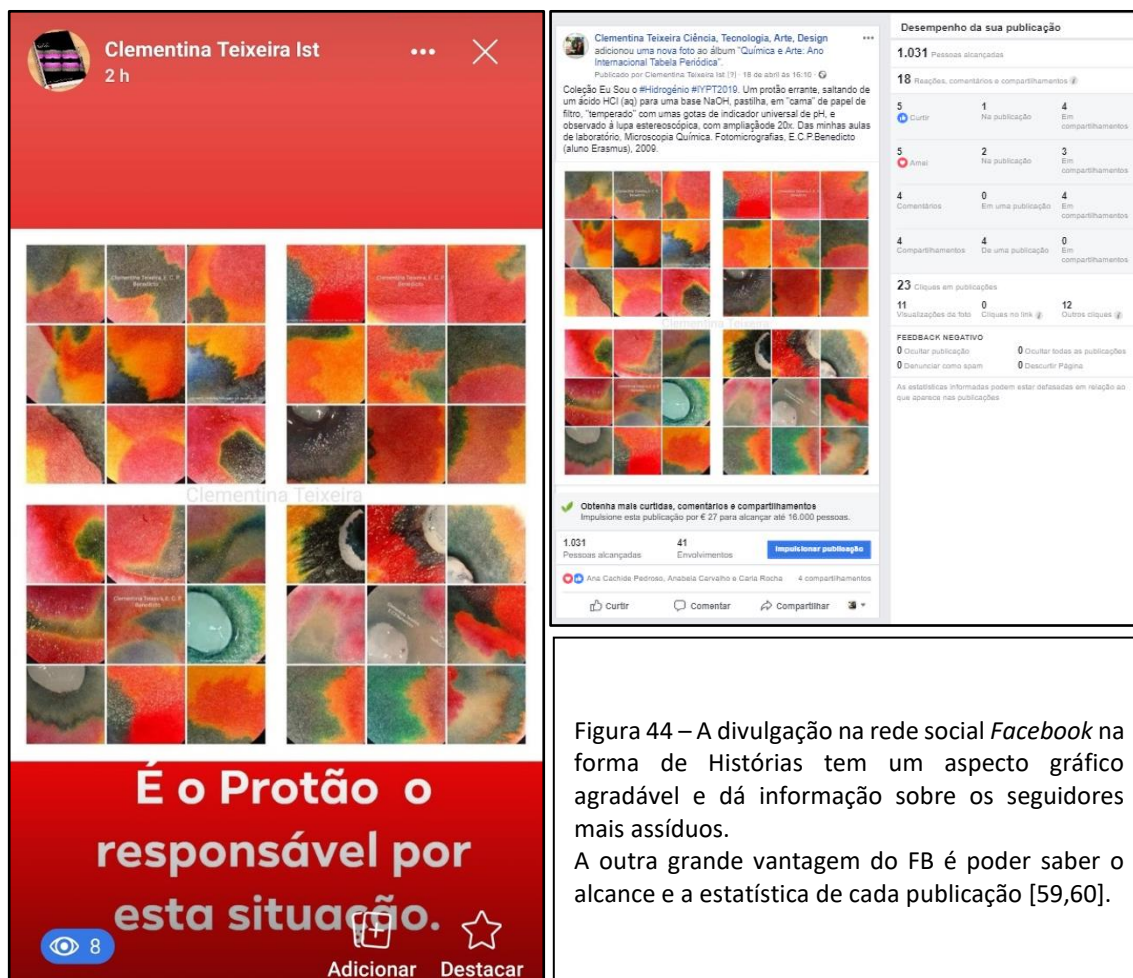 Clementina Teixeira Ist
2 h
Clementina Teixeira, E. C. P.
Benedicto
Clementina Teixeira, E. C. P.
Benedicto
Clementina Teixeira
Clementina Teixeira, E. C. P.
Benedicto
É o Protão o
responsável por
esta situação.
8
Adicionar
Destacar
Clementina Teixeira Ciência, Tecnologia, Arte, Design
adicionou uma nova foto ao álbum "Química e Arte: Ano
Internacional Tabela Periódica".
Publicado por Clementina Teixeira Ist [?] · 18 de abril às 16:10 ·
Coleção Eu Sou o #Hidrogénio #IYPT2019. Um protão errante, saltando de
um ácido HCl (aq) para uma base NaOH, pastilha, em "cama" de papel de
filtro, "temperado" com umas gotas de indicador universal de pH, e
observado à lupa estereoscópica, com ampliaçãode 20x. Das minhas aulas
de laboratório, Microscopia Química. Fotomicrografias, E.C.P.Benedicto
(aluno Erasmus), 2009.
Clementina Teixeira
Obtenha mais curtidas, comentários e compartilhamentos
Impulsione esta publicação por € 27 para alcançar até 16.000 pessoas.
1.031
Pessoas alcançadas
41
Envolvimentos
Impulsionar publicação
Ana Cachide Pedroso, Anabela Carvalho e Carla Rocha
4 compartilhamentos
Curtir
Comentar
Compartilhar
Desempenho da sua publicação
1.031 Pessoas alcançadas
18 Reações, comentários e compartilhamentos
5
Curtir
1
Na publicação
4
Em
compartilhamentos
5
Amei
2
Na publicação
3
Em
compartilhamentos
4
Comentários
0
Em uma publicação
4
Em
compartilhamentos
4
Compartilhamentos
4
De uma publicação
0
Em
compartilhamentos
23 Cliques em publicações
11
Visualizações da foto
0
Cliques no link
12
Outros cliques
FEEDBACK NEGATIVO
0 Ocultar publicação
0 Ocultar todas as publicações
0 Denunciar como spam
0 Descurtir Página
As estatísticas informadas podem estar defasadas em relação ao
que aparece nas publicações
Figura 44 – A divulgação na rede social Facebook na
forma de Histórias tem um aspecto gráfico
agradável e dá informação sobre os seguidores
mais assíduos.
A outra grande vantagem do FB é poder saber o
alcance e a estatística de cada publicação [59,60].